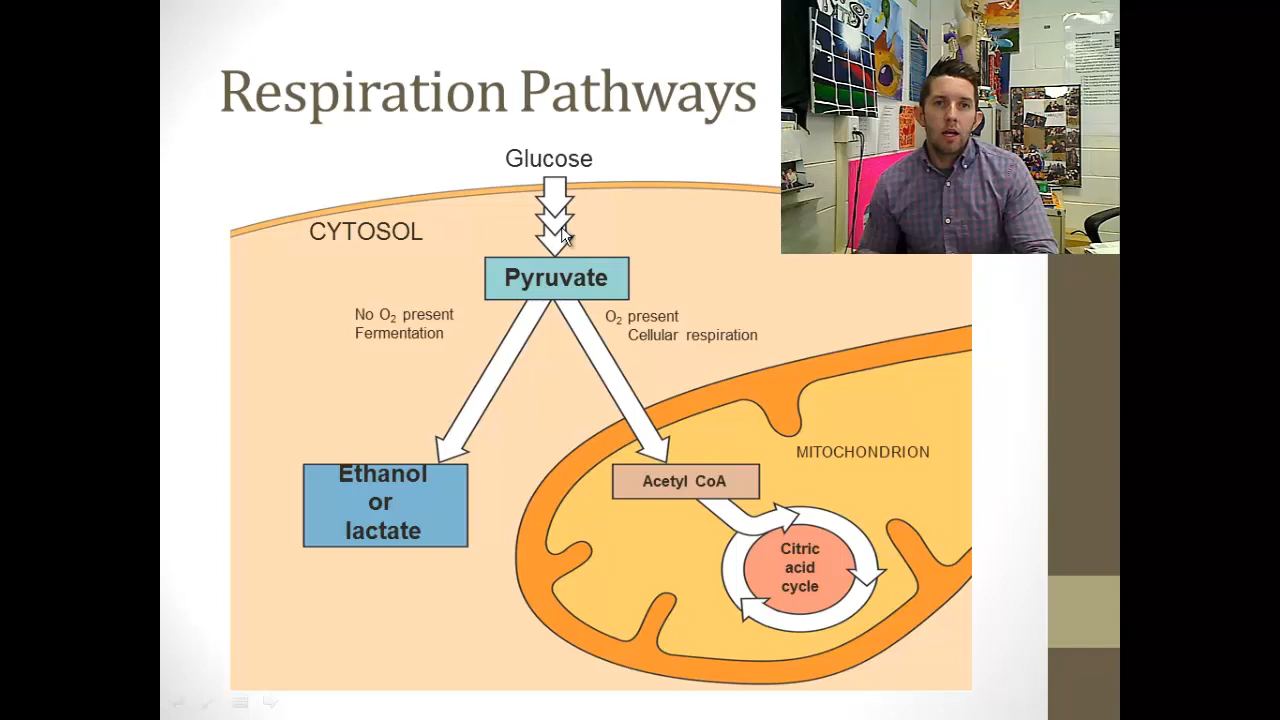 Respiration Pathways
Glucose
CYTOSOL
Pyruvate
No O₂ present
Fermentation
O₂ present
Cellular respiration
MITOCHONDRION
Ethanol
or
lactate
Acetyl CoA
Citric
acid
cycle